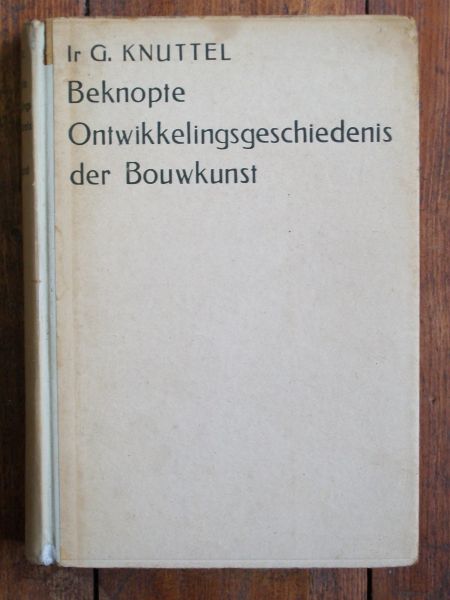 Ir G. KNUTTEL
Beknopte
Ontwikkelingsgeschiedenis
der Bouwkunst